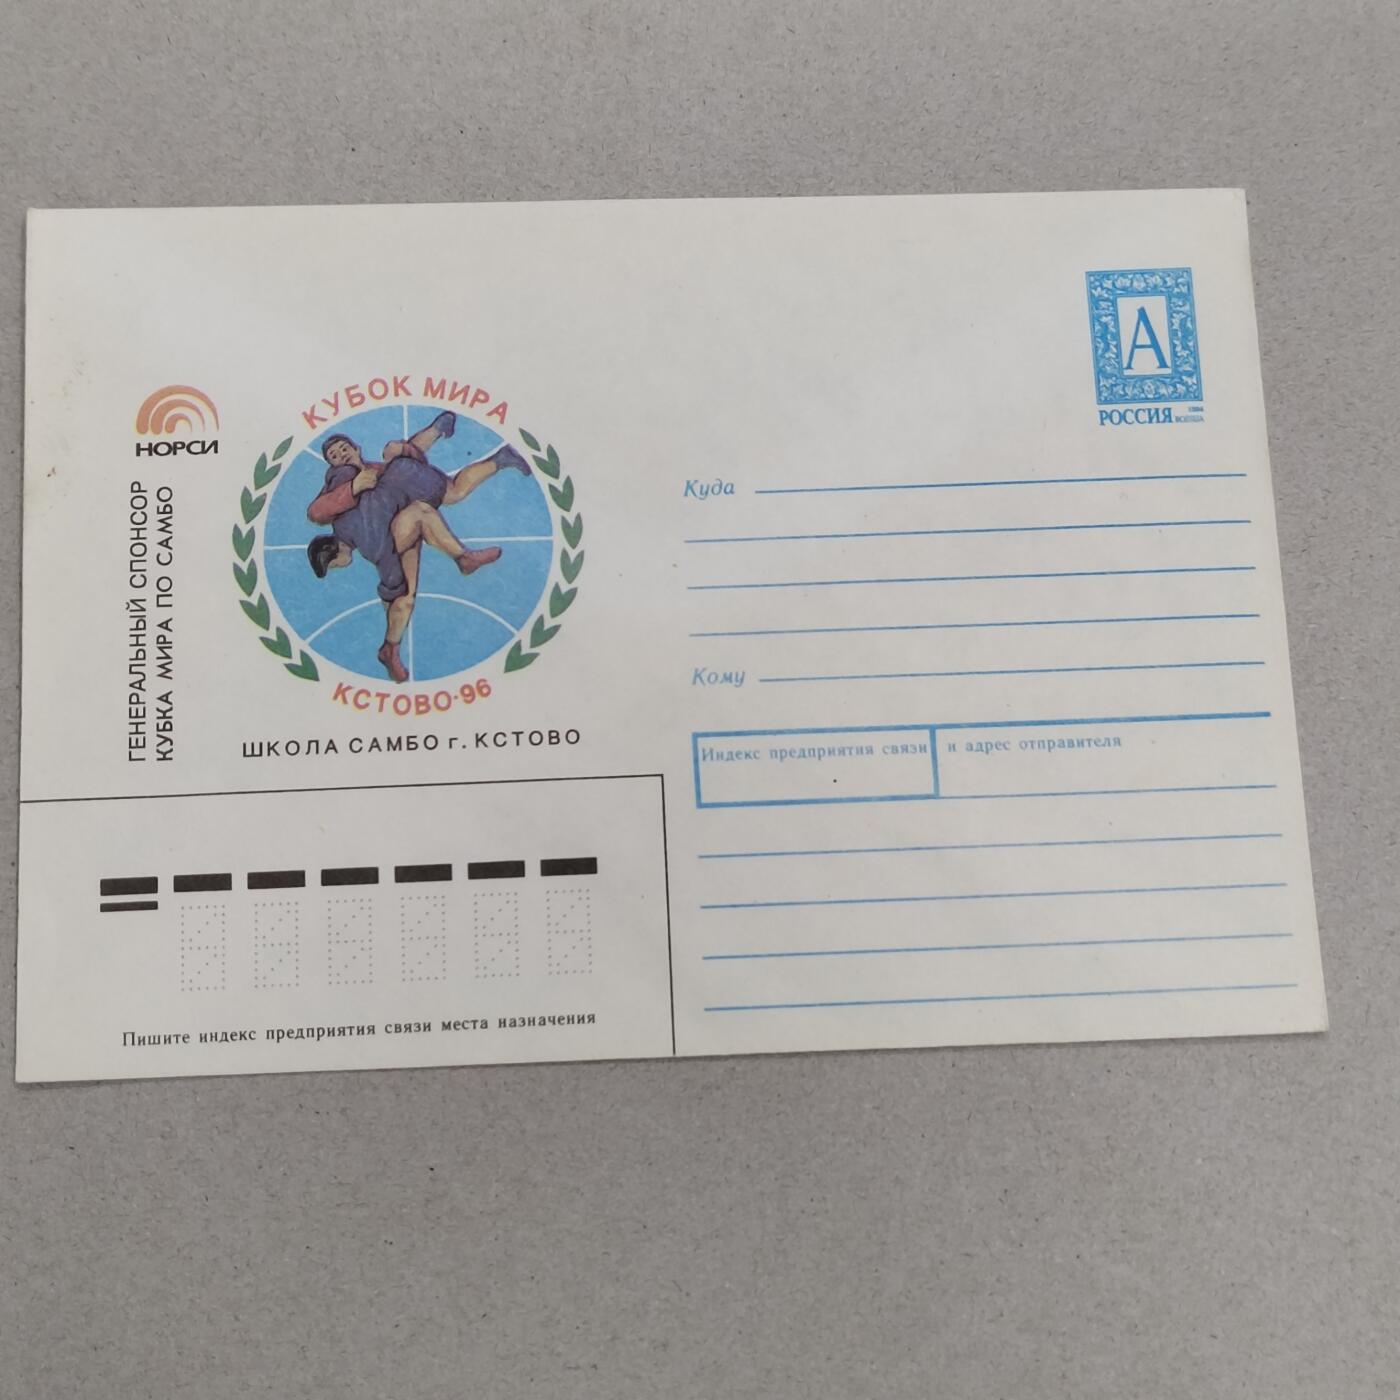 А
РОССИЯ
1994
НОРСИ
ГЕНЕРАЛЬНЫЙ СПОНСОР
КУБКА МИРА ПО САМБО
КУБОК МИРА
КСТОВО·96
ШКОЛА САМБО г. КСТОВО
Куда
Кому
Индекс предприятия связи
и адрес отправителя
Пишите индекс предприятия связи места назначения